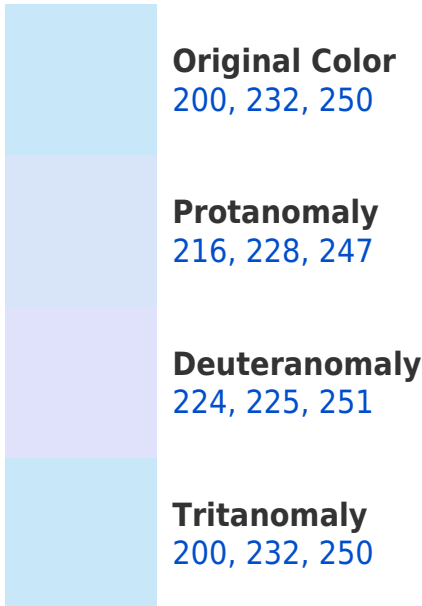 Original Color
200, 232, 250
Protanomaly
216, 228, 247
Deuteranomaly
224, 225, 251
Tritanomaly
200, 232, 250